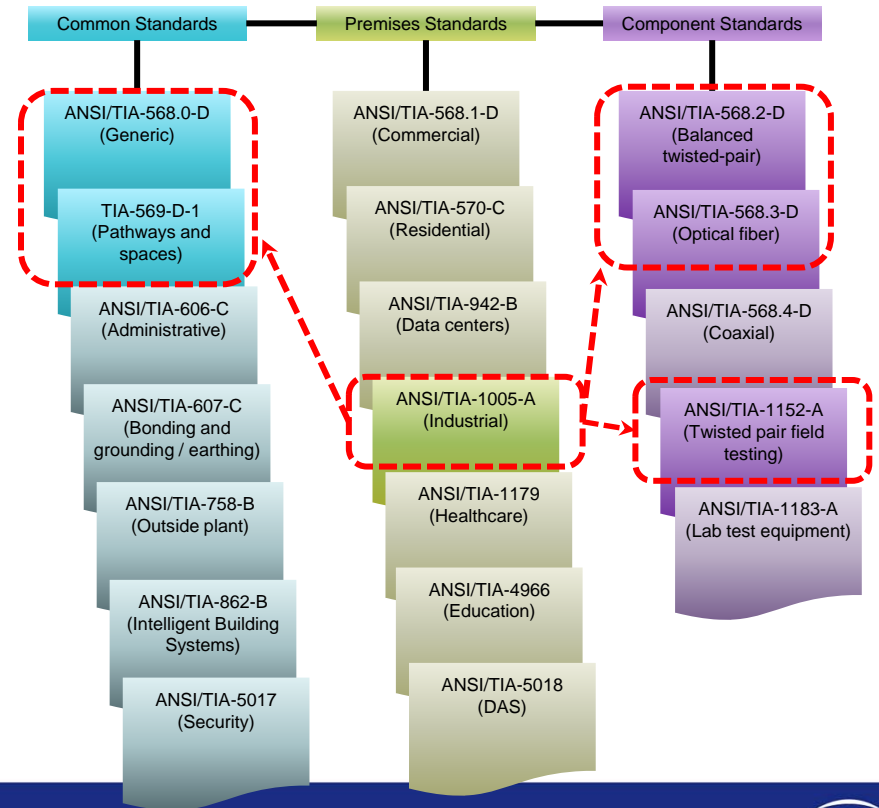 Common Standards
Premises Standards
Component Standards
ANSI/TIA-568.0-D
(Generic)
TIA-569-D-1
(Pathways and
spaces)
ANSI/TIA-606-C
(Administrative)
ANSI/TIA-607-C
(Bonding and
grounding / earthing)
ANSI/TIA-758-B
(Outside plant)
ANSI/TIA-862-B
(Intelligent Building
Systems)
ANSI/TIA-5017
(Security)
ANSI/TIA-568.1-D
(Commercial)
ANSI/TIA-570-C
(Residential)
ANSI/TIA-942-B
(Data centers)
ANSI/TIA-1005-A
(Industrial)
ANSI/TIA-1179
(Healthcare)
ANSI/TIA-4966
(Education)
ANSI/TIA-5018
(DAS)
ANSI/TIA-568.2-D
(Balanced
twisted-pair)
ANSI/TIA-568.3-D
(Optical fiber)
ANSI/TIA-568.4-D
(Coaxial)
ANSI/TIA-1152-A
(Twisted pair field
testing)
ANSI/TIA-1183-A
(Lab test equipment)